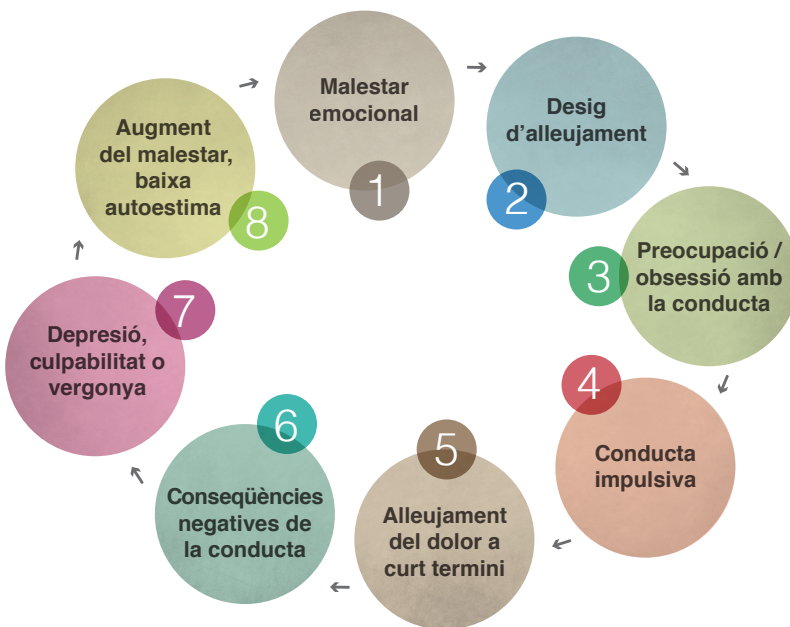 Malestar
emocional
1
Desig
d'alleujament
2
Preocupació /
obsessió amb
la conducta
3
4
Conducta
impulsiva
5
Alleujament
del dolor a
curt termini
6
Conseqüències
negatives de
la conducta
7
Depressió,
culpabilitat o
vergonya
Augment
del malestar,
baixa
autoestima
8